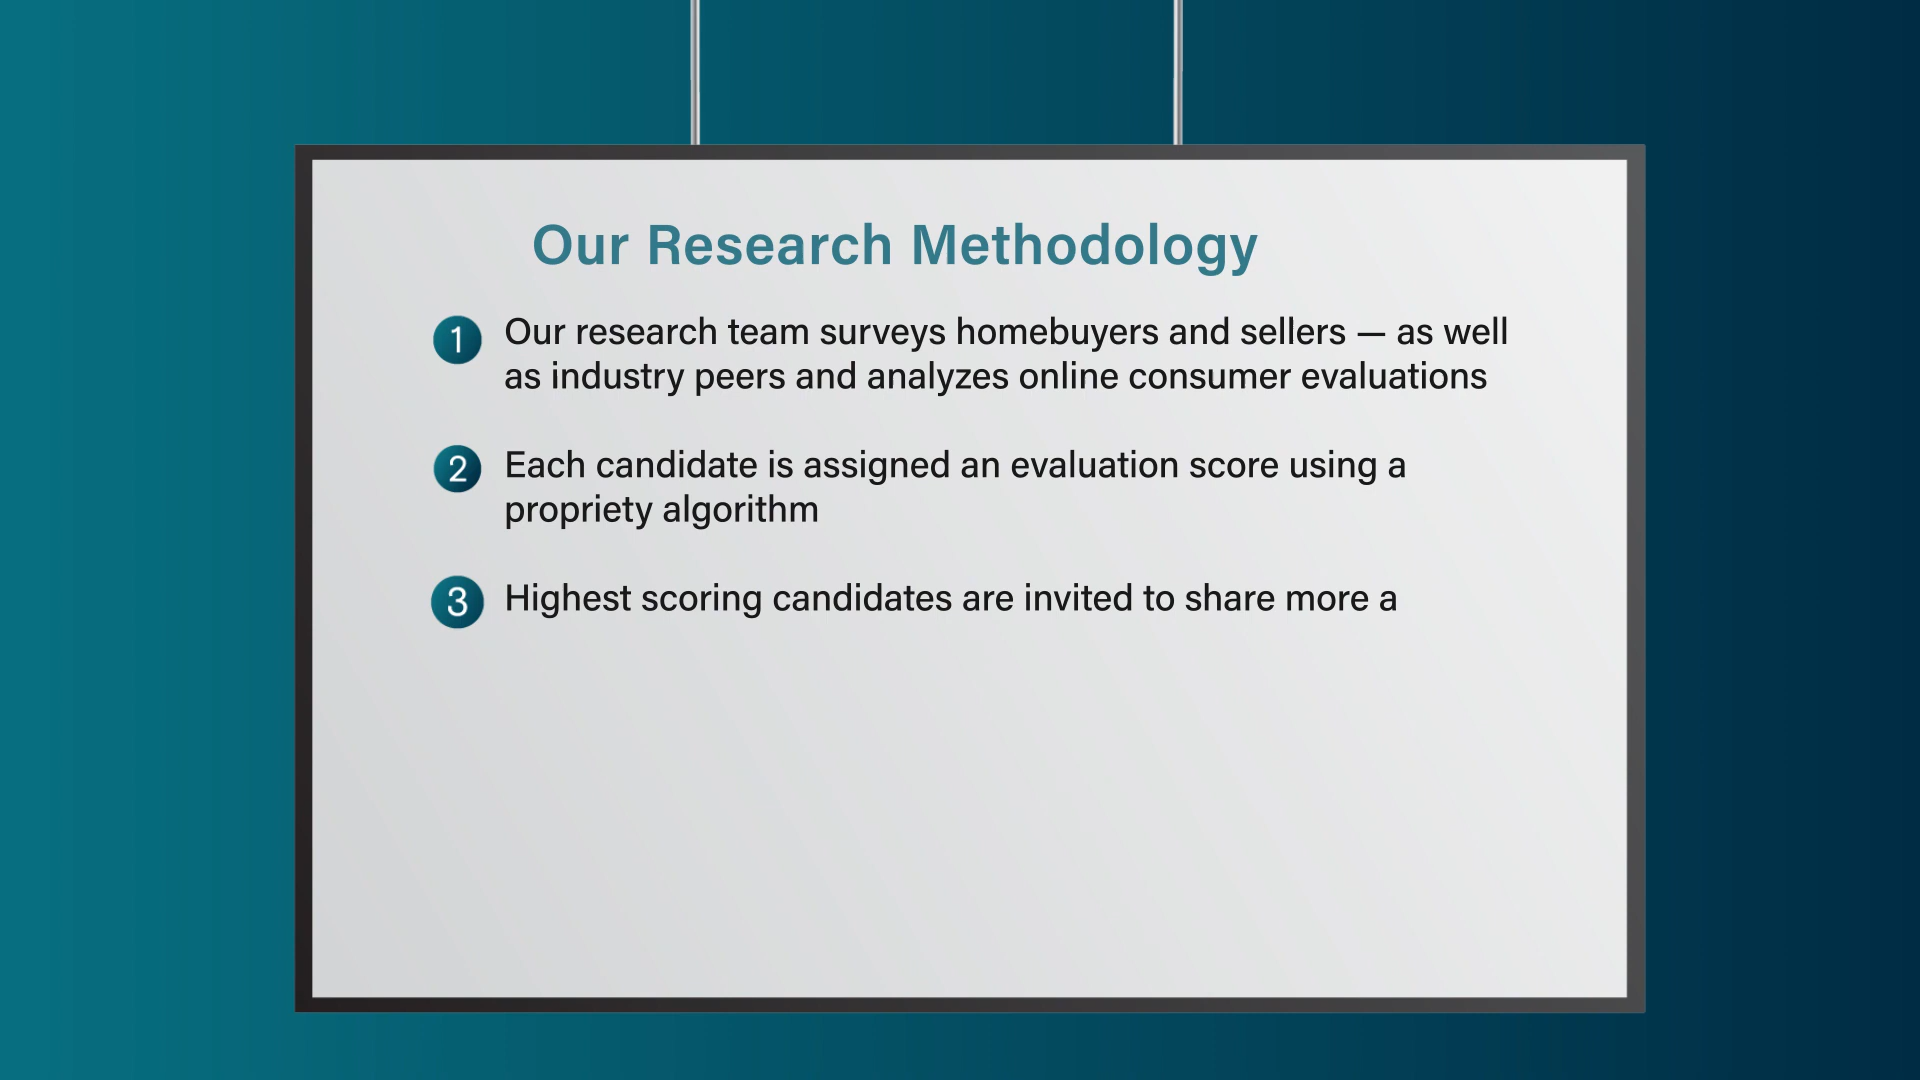 Our Research Methodology
1 Our research team surveys homebuyers and sellers — as well
as industry peers and analyzes online consumer evaluations
2 Each candidate is assigned an evaluation score using a
propriety algorithm
3 Highest scoring candidates are invited to share more a